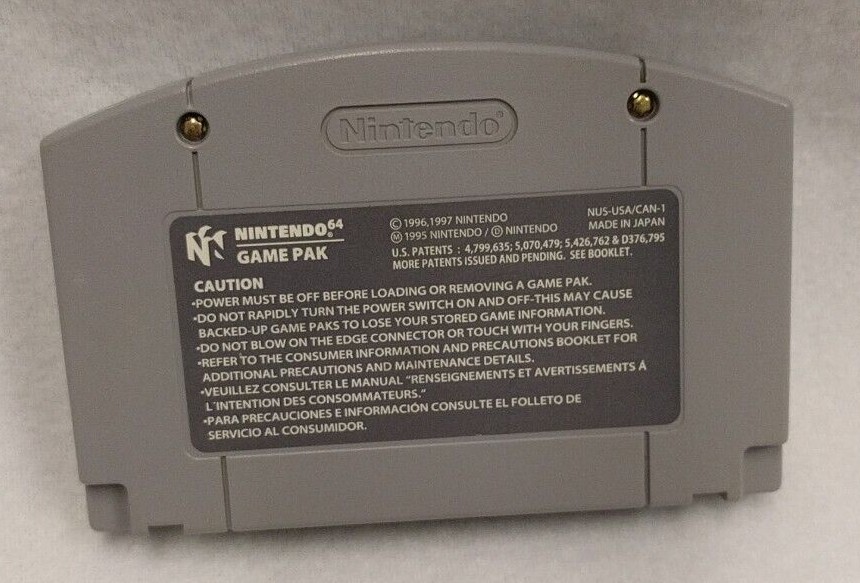 Nintendo®
NINTENDO®64
GAME PAK
© 1996,1997 NINTENDO
Ⓜ 1995 NINTENDO / Ⓓ NINTENDO
NUS-USA/CAN-1
MADE IN JAPAN
U.S. PATENTS : 4,799,635; 5,070,479; 5,426,762 & D376,795
MORE PATENTS ISSUED AND PENDING. SEE BOOKLET.
CAUTION
•POWER MUST BE OFF BEFORE LOADING OR REMOVING A GAME PAK.
•DO NOT RAPIDLY TURN THE POWER SWITCH ON AND OFF-THIS MAY CAUSE
BACKED-UP GAME PAKS TO LOSE YOUR STORED GAME INFORMATION.
•DO NOT BLOW ON THE EDGE CONNECTOR OR TOUCH WITH YOUR FINGERS.
•REFER TO THE CONSUMER INFORMATION AND PRECAUTIONS BOOKLET FOR
ADDITIONAL PRECAUTIONS AND MAINTENANCE DETAILS.
•VEUILLEZ CONSULTER LE MANUAL "RENSEIGNEMENTS ET AVERTISSEMENTS À
L'INTENTION DES CONSOMMATEURS."
•PARA PRECAUCIONES E INFORMACIÓN CONSULTE EL FOLLETO DE
SERVICIO AL CONSUMIDOR.